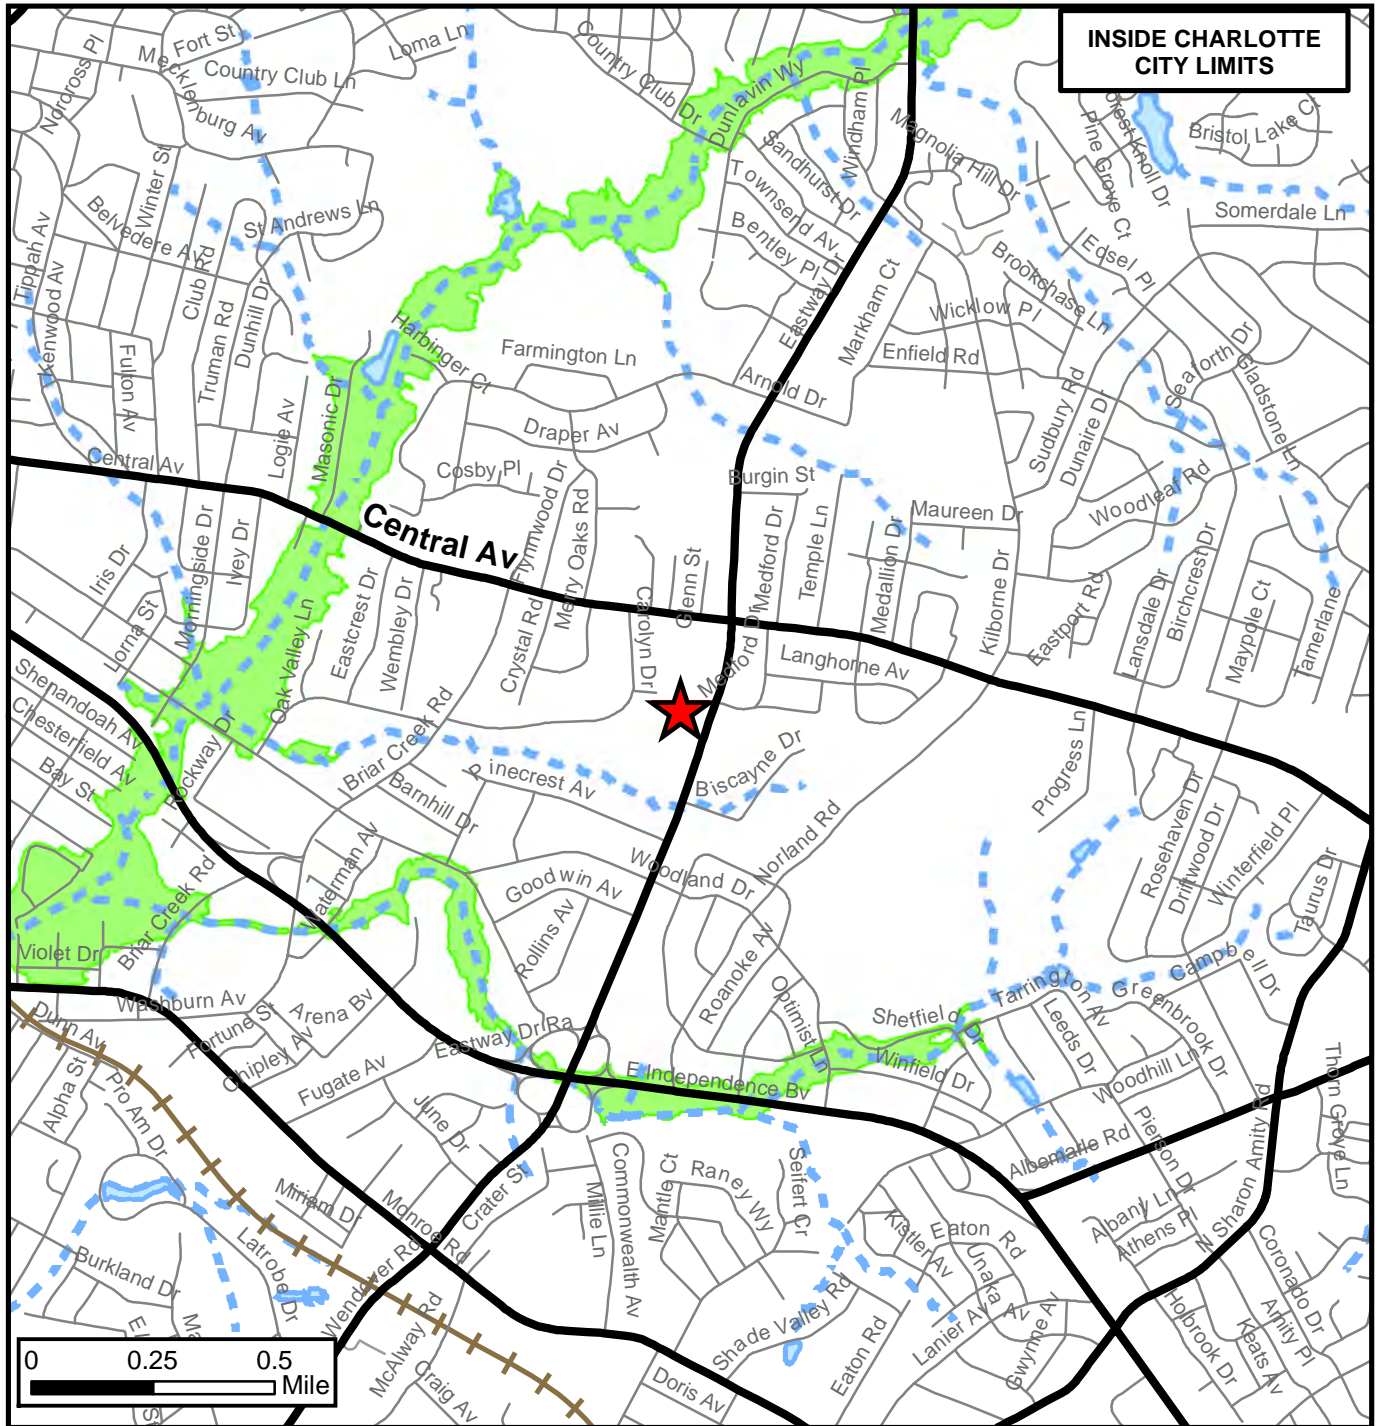 INSIDE CHARLOTTE
CITY LIMITS
Fort St
Loma Ln
Country Club Dr
Mecklenburg Av
Country Club Ln
Norcross Pl
Dunlavin Wy
Windham Pl
Magnolia Hill Dr
Pine Grove Ct
Bristol Lake Ct
Sandhurst Dr
Winter St
Townsend Av
Belvedere Av
St Andrews Ln
Somerdale Ln
Bentley Pl
Tippah Av
Club Rd
Edsel Pl
Kenwood Av
Eastway Dr
Brookchase Ln
Truman Rd
Dunhill Dr
Markham Ct
Wicklow Pl
Harbinger Ct
Farmington Ln
Enfield Rd
Seaforth Dr
Fulton Av
Arnold Dr
Gladstone Ln
Masonic Dr
Logie Av
Draper Av
Sudbury Rd
Dunaire Dr
Central Av
Cosby Pl
Burgin St
Woodleaf Rd
Flynnwood Dr
Merry Oaks Rd
Maureen Dr
Central Av
Morningside Dr
Ivey Dr
Medford Dr
Temple Ln
Medallion Dr
Iris Dr
Glenn St
Kilborne Dr
Birchcrest Dr
Carolyn Dr
Eastport Rd
Lansdale Dr
Maypole Ct
Tamerlane
Lorna St
Oak Valley Ln
Eastcrest Dr
Wembley Dr
Crystal Rd
Medford Dr
Langhorne Av
Shenandoah Av
Chesterfield Av
Bay St
Rockway Dr
Briar Creek Rd
Pinecrest Av
Biscayne Dr
Progress Ln
Barnhill Dr
Rosehaven Dr
Driftwood Dr
Winterfield Pl
Norland Rd
Waterman Av
Woodland Dr
Goodwin Av
Taurus Dr
Briar Creek Rd
Rollins Av
Violet Dr
Roanoke Av
Campbell Dr
Washburn Av
Optimist Ln
Tarrington Av
Greenbrook Dr
Arena Bv
Fortune St
Dunn Av
Chipley Av
Eastway Dr Ra
Sheffield Dr
Leeds Dr
Alpha St
Pro Am Dr
Fugate Av
E Independence Bv
Winfield Dr
Woodhill Ln
Thorn Grove Ln
June Dr
Albemarle Rd
Pierson Dr
N Sharon Amity Rd
Miriam Dr
Monroe Rd
Crater St
Millie Ln
Commonwealth Av
Mantle Ct
Raney Wy
Seifert Cr
Albany Ln
Athens Pl
Kistler Av
Eaton Rd
Latrobe Dr
Burkland Dr
Wendover Rd
Unaka Av
Coronado Dr
Shade Valley Rd
Lanier Av
Gwynne Av
Holbrook Dr
Amity Pl
Keats Av
McAlway Rd
Craig Av
Eaton Rd
Doris Av
0 0.25 0.5
Mile